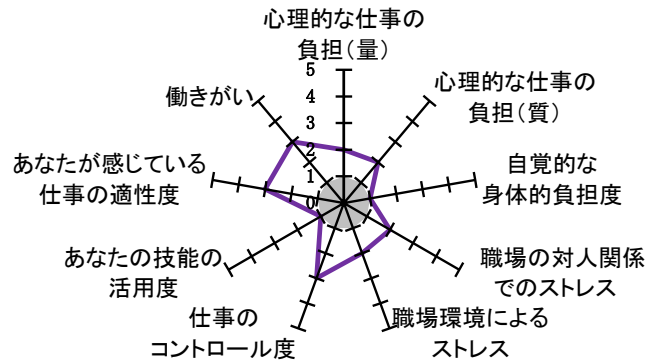 心理的な仕事の
負担（量）
心理的な仕事の
負担（質）
自覚的な
身体的負担度
職場の対人関係
でのストレス
職場環境による
ストレス
仕事の
コントロール度
あなたの技能の
活用度
あなたが感じている
仕事の適性度
働きがい
5
4
3
2
1
0